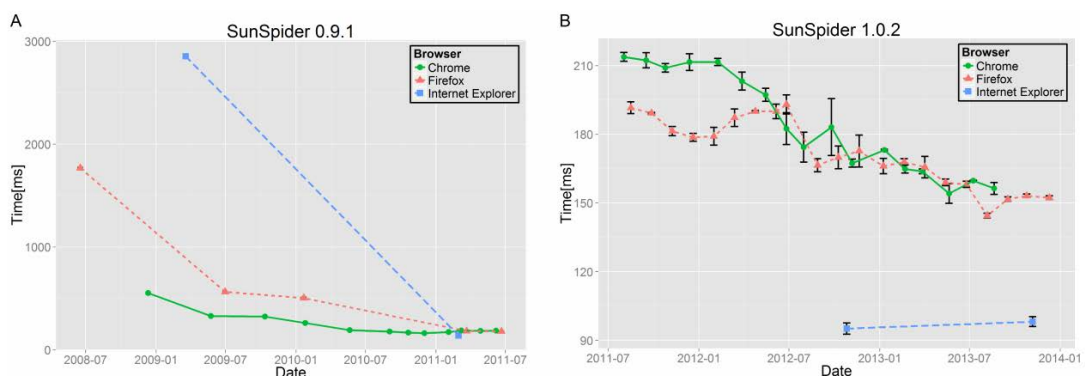 A
SunSpider 0.9.1
Time[ms]
3000
2000
1000
0
Browser
Chrome
Firefox
Internet Explorer
2008-07
2009-01
2009-07
2010-01
2010-07
2011-01
2011-07
Date
B
SunSpider 1.0.2
Time[ms]
210
180
150
120
90
Browser
Chrome
Firefox
Internet Explorer
2011-07
2012-01
2012-07
2013-01
2013-07
2014-01
Date